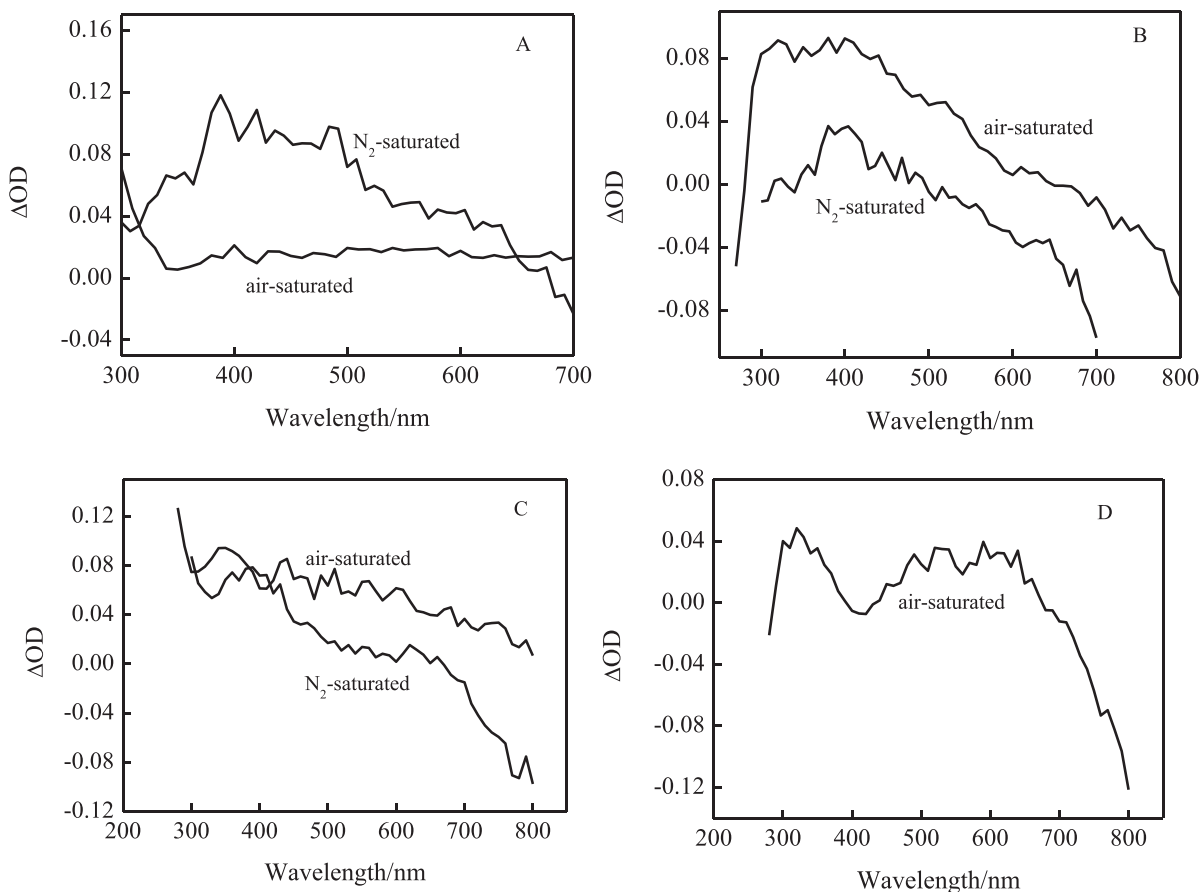 A
0.16
0.12
0.08
0.04
0.00
-0.04
ΔOD
N2-saturated
air-saturated
300 400 500 600 700
Wavelength/nm
B
0.08
0.04
0.00
-0.04
-0.08
ΔOD
air-saturated
N2-saturated
300 400 500 600 700 800
Wavelength/nm
C
0.12
0.08
0.04
0.00
-0.04
-0.08
-0.12
ΔOD
air-saturated
N2-saturated
200 300 400 500 600 700 800
Wavelength/nm
D
0.08
0.04
0.00
-0.04
-0.08
-0.12
ΔOD
air-saturated
200 300 400 500 600 700 800
Wavelength/nm